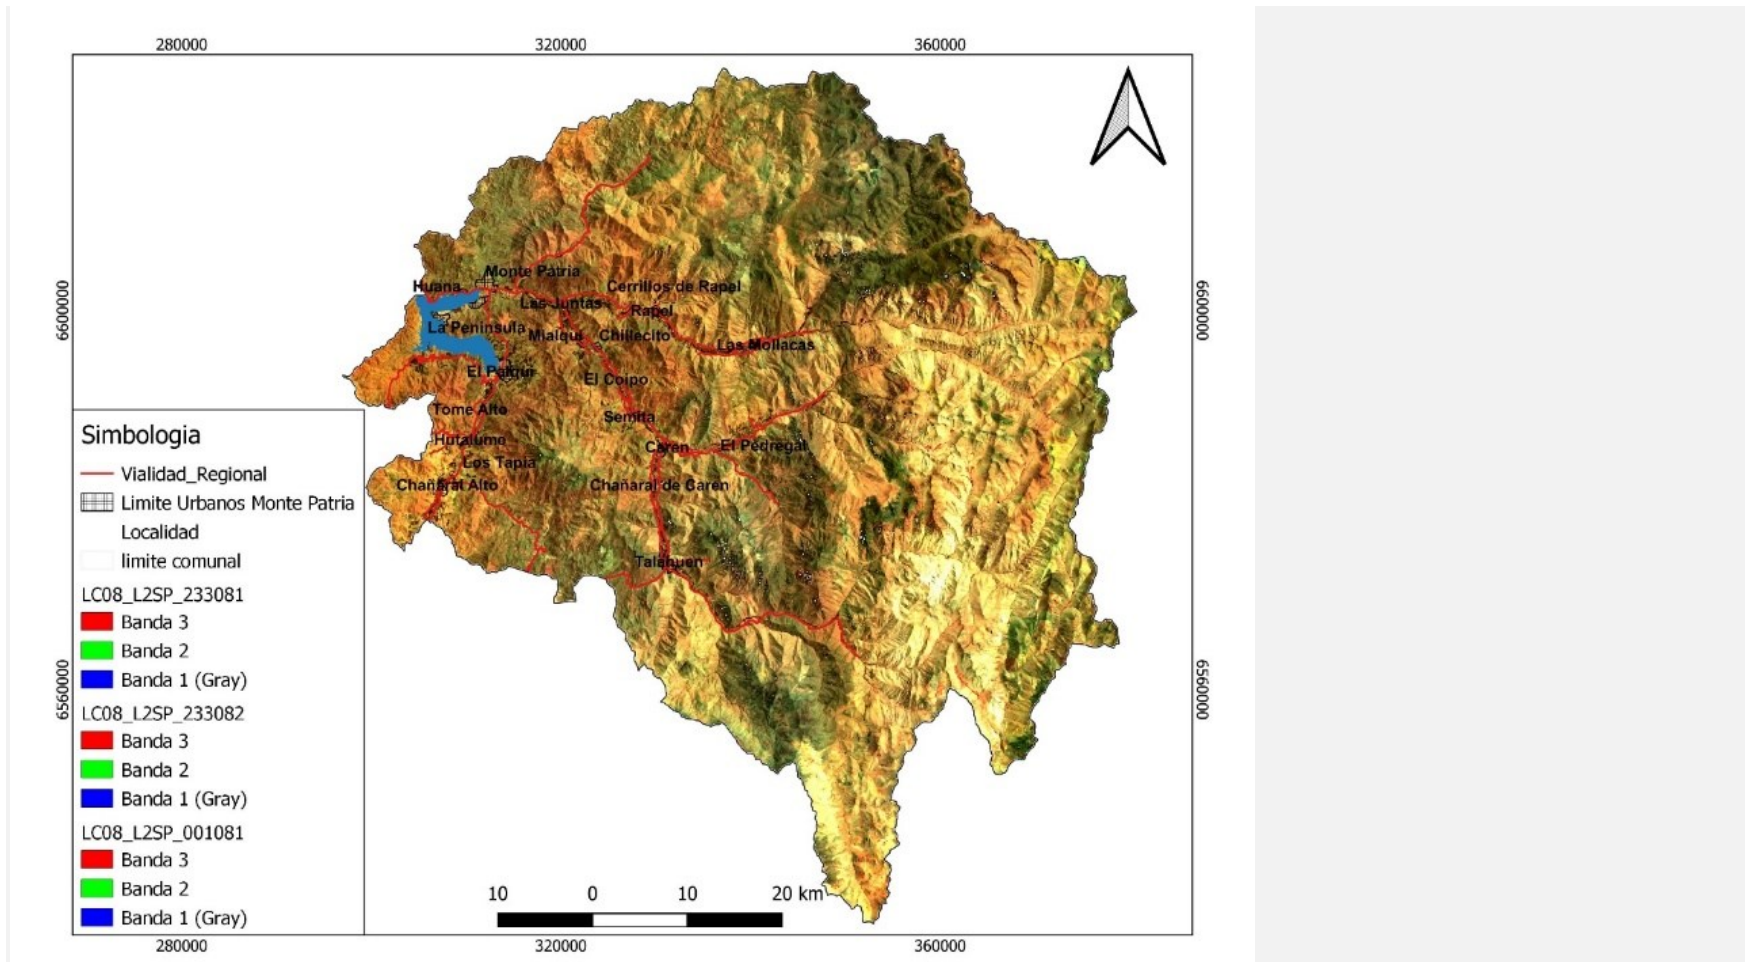 280000
320000
360000
6600000
6600000
Monte Patria
Huana
Cerrillos de Rapel
Las Juntas
Rapel
La Peninsula
Mialqui
Chilecito
Las Mollacas
El Palqui
El Coipo
Tome Alto
Semita
Hutalume
Caren
El Pedregal
Los Tapia
Chañaral Alto
Chañaral de Caren
Talahuen
Simbologia
Vialidad_Regional
Limite Urbanos Monte Patria
Localidad
limite comunal
LC08_L2SP_233081
Banda 3
Banda 2
Banda 1 (Gray)
LC08_L2SP_233082
Banda 3
Banda 2
Banda 1 (Gray)
LC08_L2SP_001081
Banda 3
Banda 2
Banda 1 (Gray)
6560000
6560000
10 0 10 20 km
280000
320000
360000